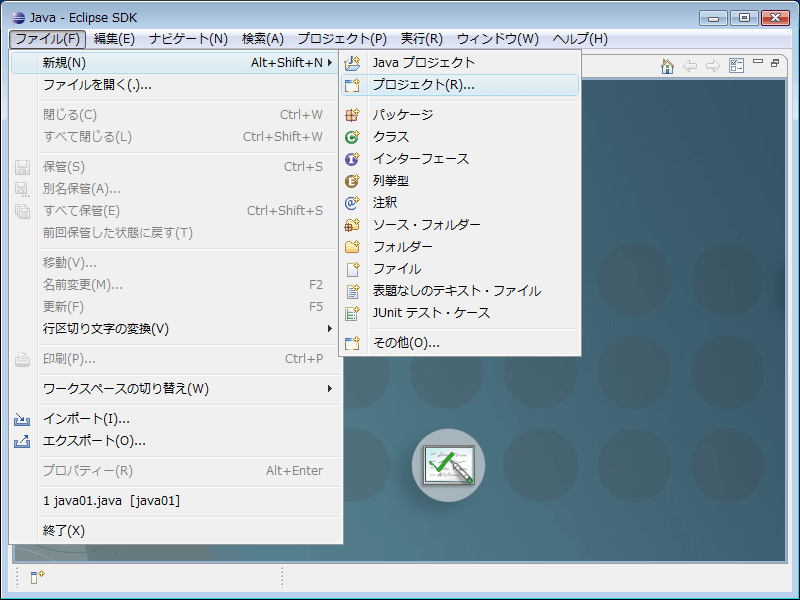 Java - Eclipse SDK
ファイル(F) 編集(E) ナビゲート(N) 検索(A) プロジェクト(P) 実行(R) ウィンドウ(W) ヘルプ(H)
新規(N) Alt+Shift+N
ファイルを開く(.)...
閉じる(C) Ctrl+W
すべて閉じる(L) Ctrl+Shift+W
保管(S) Ctrl+S
別名保管(A)...
すべて保管(E) Ctrl+Shift+S
前回保管した状態に戻す(T)
移動(V)...
名前変更(M)... F2
更新(F) F5
行区切り文字の変換(V)
印刷(P)... Ctrl+P
ワークスペースの切り替え(W)
インポート(I)...
エクスポート(O)...
プロパティー(R) Alt+Enter
1 java01.java [java01]
終了(X)
Java プロジェクト
プロジェクト(R)...
パッケージ
クラス
インターフェース
列挙型
注釈
ソース・フォルダー
フォルダー
ファイル
表題なしのテキスト・ファイル
JUnit テスト・ケース
その他(O)...